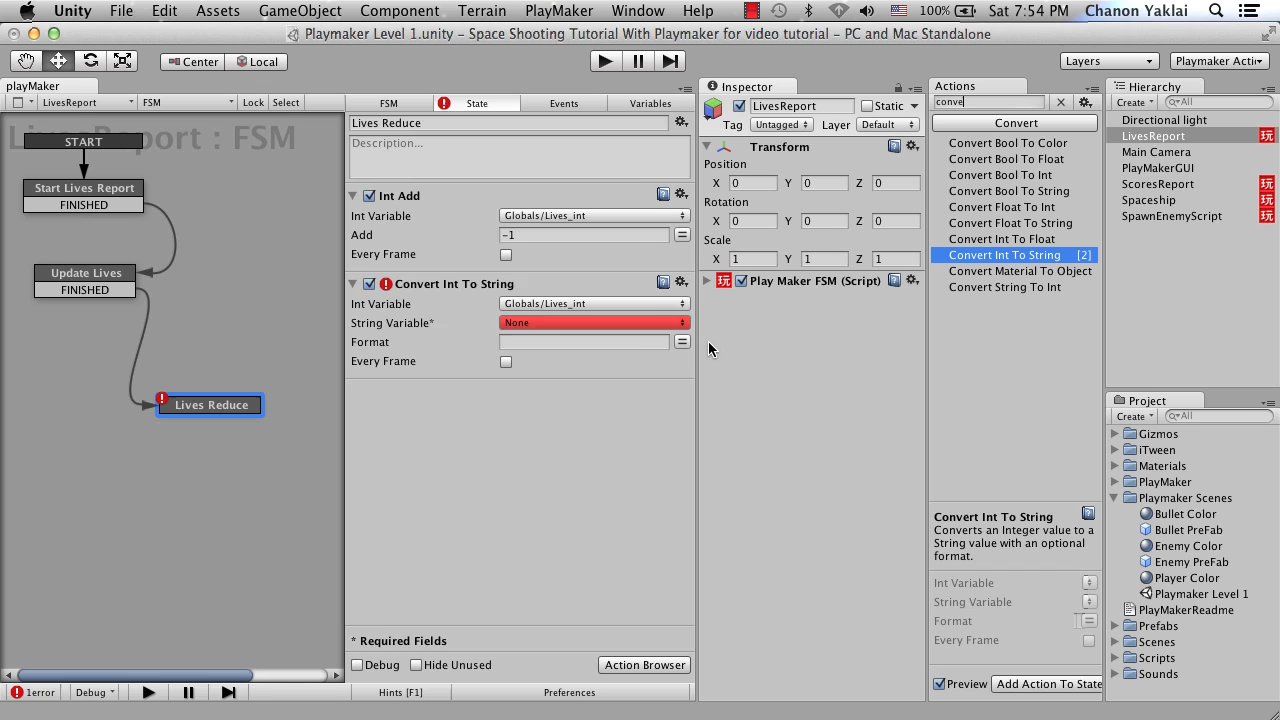 Unity File Edit Assets GameObject Component Terrain PlayMaker Window Help 100% Sat 7:54 PM Chanon Yaklai
Playmaker Level 1.unity – Space Shooting Tutorial With Playmaker for video tutorial – PC and Mac Standalone
Center Local Layers Playmaker Acti
playMaker
LivesReport FSM Lock Select
LivesReport : FSM
START
Start Lives Report
FINISHED
Update Lives
FINISHED
Lives Reduce
1error Debug
FSM State Events Variables
Lives Reduce
Description...
Int Add
Int Variable Globals/Lives_int
Add -1
Every Frame
Convert Int To String
Int Variable Globals/Lives_int
String Variable* None
Format
Every Frame
* Required Fields
Debug Hide Unused Action Browser
Hints [F1] Preferences
Inspector
LivesReport Static
Tag Untagged Layer Default
Transform
Position
X 0 Y 0 Z 0
Rotation
X 0 Y 0 Z 0
Scale
X 1 Y 1 Z 1
玩 Play Maker FSM (Script)
Actions
conve
Convert
Convert Bool To Color
Convert Bool To Float
Convert Bool To Int
Convert Bool To String
Convert Float To Int
Convert Float To String
Convert Int To Float
Convert Int To String [2]
Convert Material To Object
Convert String To Int
Convert Int To String
Converts an Integer value to a
String value with an optional
format.
Int Variable
String Variable
Format
Every Frame
Preview Add Action To State
Hierarchy
Create All
Directional light
LivesReport 玩
Main Camera
PlayMakerGUI
ScoresReport 玩
Spaceship 玩
SpawnEnemyScript 玩
Project
Create All
Gizmos
iTween
Materials
PlayMaker
Playmaker Scenes
Bullet Color
Bullet PreFab
Enemy Color
Enemy PreFab
Player Color
Playmaker Level 1
PlayMakerReadme
Prefabs
Scenes
Scripts
Sounds